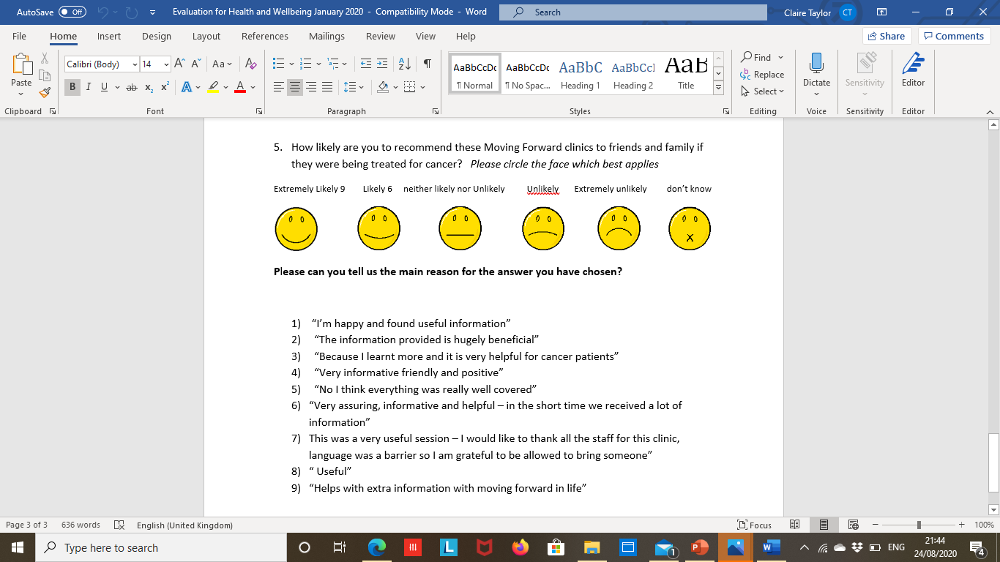 AutoSave Off Evaluation for Health and Wellbeing January 2020 - Compatibility Mode - Word Search Claire Taylor CT
File Home Insert Design Layout References Mailings Review View Help Share Comments
Calibri (Body) 14 A A Aa A AaBbCcDc AaBbCcDc AaBbC AaBbCcI AaB Find
Paste B I U ab x2 x2 A A ¶ Normal ¶ No Spac... Heading 1 Heading 2 Title Replace Select Dictate Sensitivity Editor
Clipboard Font Paragraph Styles Editing Voice Sensitivity Editor
5. How likely are you to recommend these Moving Forward clinics to friends and family if
they were being treated for cancer? Please circle the face which best applies
Extremely Likely 9 Likely 6 neither likely nor Unlikely Unlikely Extremely unlikely don't know
x
Please can you tell us the main reason for the answer you have chosen?
1) “I’m happy and found useful information”
2) “The information provided is hugely beneficial”
3) “Because I learnt more and it is very helpful for cancer patients”
4) “Very informative friendly and positive”
5) “No I think everything was really well covered”
6) “Very assuring, informative and helpful – in the short time we received a lot of
information”
7) This was a very useful session – I would like to thank all the staff for this clinic,
language was a barrier so I am grateful to be allowed to bring someone”
8) “ Useful”
9) “Helps with extra information with moving forward in life”
Page 3 of 3 636 words English (United Kingdom) Focus 100%
Type here to search L 1 P W ENG 21:44
24/08/2020 4